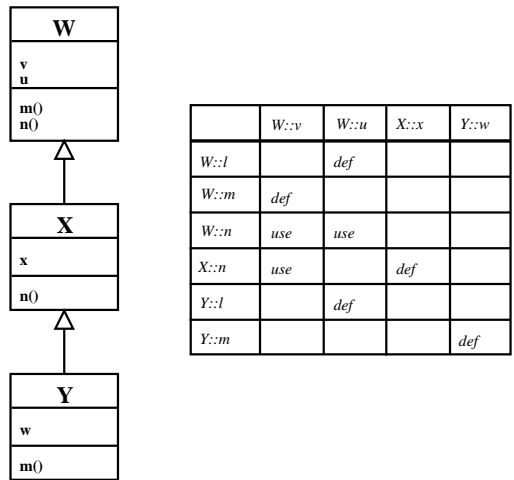 W
v
u
m()
n()
X
x
n()
Y
w
m()
W::v W::u X::x Y::w
W::l def
W::m def
W::n use use
X::n use def
Y::l def
Y::m def